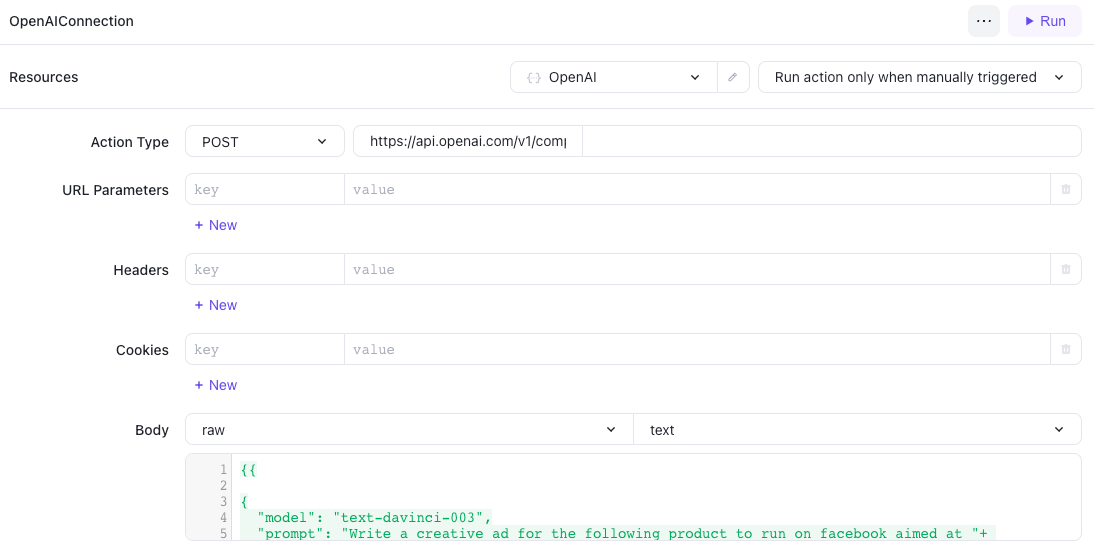 OpenAIConnection
... Run
Resources
{··} OpenAI
Run action only when manually triggered
Action Type
POST
https://api.openai.com/v1/comp
URL Parameters
key value
+ New
Headers
key value
+ New
Cookies
key value
+ New
Body
raw
text
1 {{
2
3 {
4 "model": "text-davinci-003",
5 "prompt": "Write a creative ad for the following product to run on facebook aimed at "+